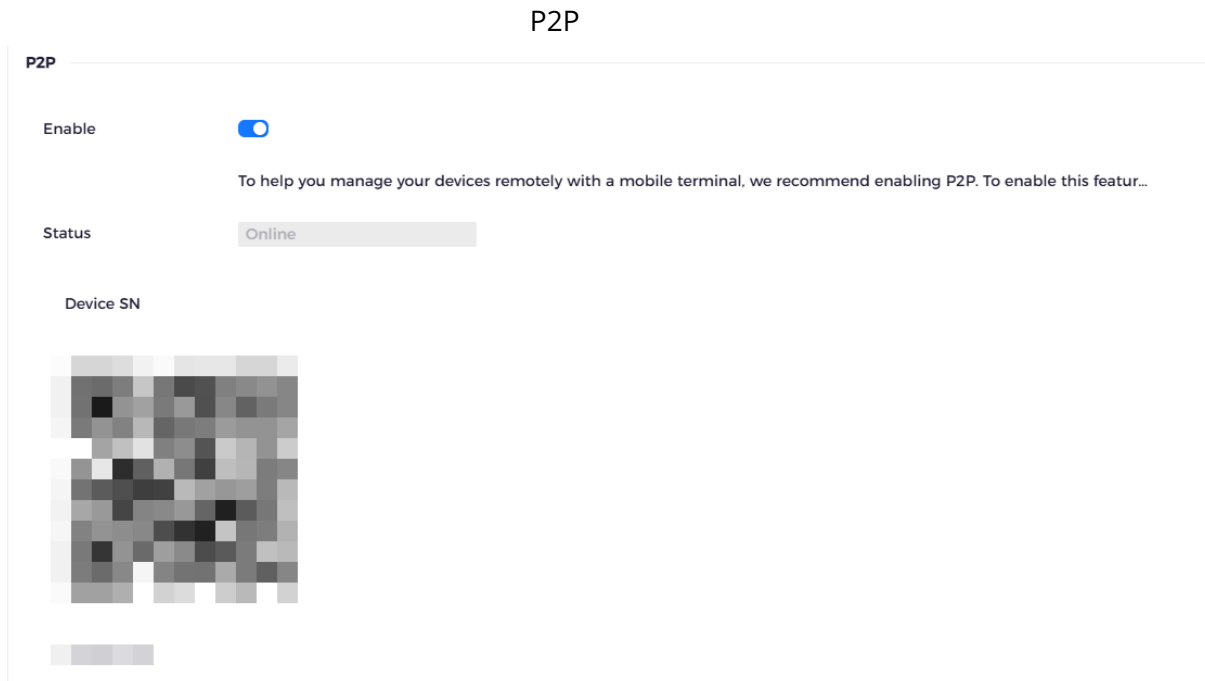 P2P
P2P
Enable
To help you manage your devices remotely with a mobile terminal, we recommend enabling P2P. To enable this featur...
Status
Online
Device SN